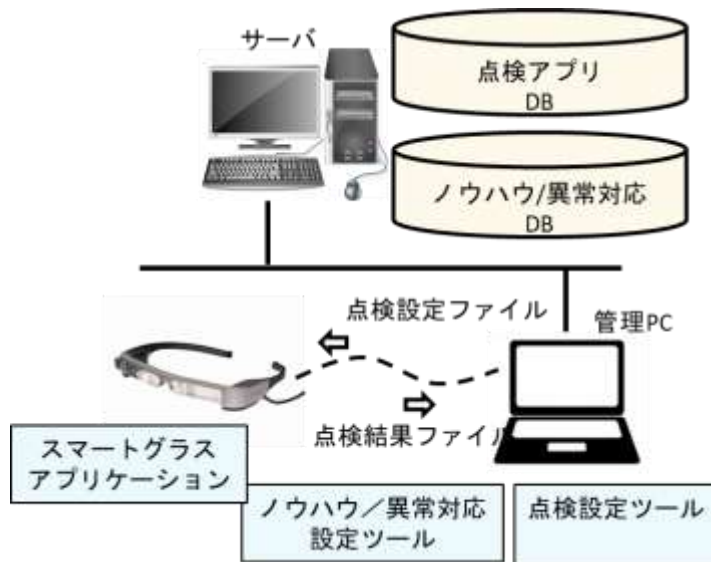 サーバ
点検アプリ
DB
ノウハウ/異常対応
DB
点検設定ファイル
管理PC
点検結果ファイル
スマートグラス
アプリケーション
ノウハウ／異常対応
設定ツール
点検設定ツール